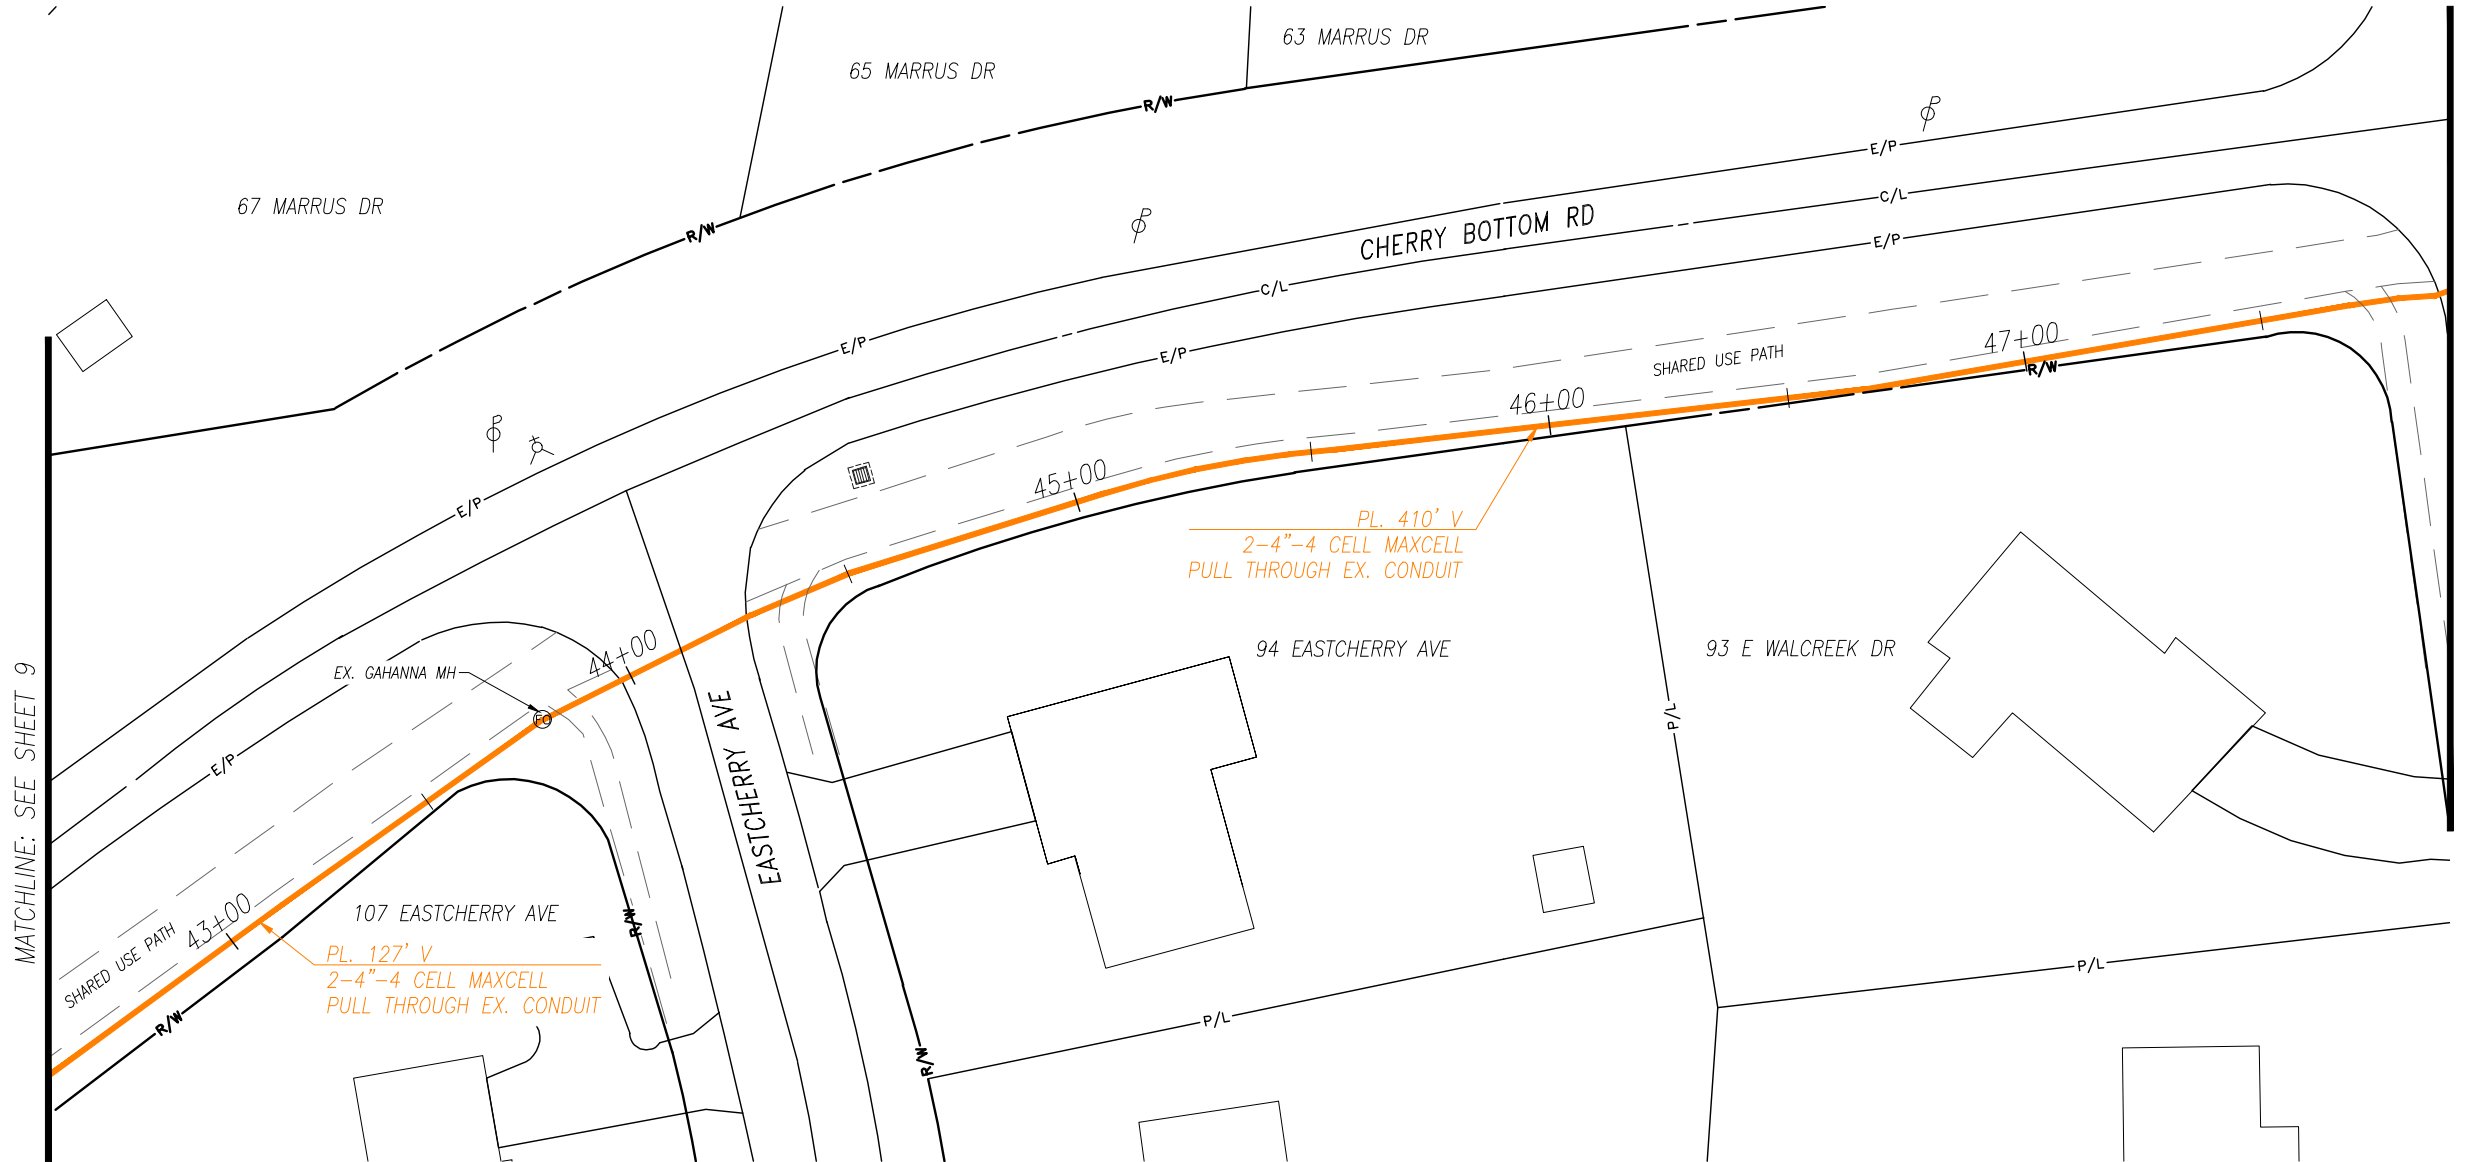 63 MARRUS DR
65 MARRUS DR
R/W
67 MARRUS DR
R/W
E/P
C/L
CHERRY BOTTOM RD
E/P
C/L
E/P
E/P
E/P
47+00
SHARED USE PATH
R/W
46+00
45+00
E/P
PL. 410' V
2-4"-4 CELL MAXCELL
PULL THROUGH EX. CONDUIT
44+00
EX. GAHANNA MH
FO
94 EASTCHERRY AVE
93 E WALCREEK DR
P/L
EASTCHERRY AVE
E/P
MATCHLINE: SEE SHEET 9
43+00
107 EASTCHERRY AVE
R/W
SHARED USE PATH
PL. 127' V
2-4"-4 CELL MAXCELL
PULL THROUGH EX. CONDUIT
R/W
P/L
P/L
R/W